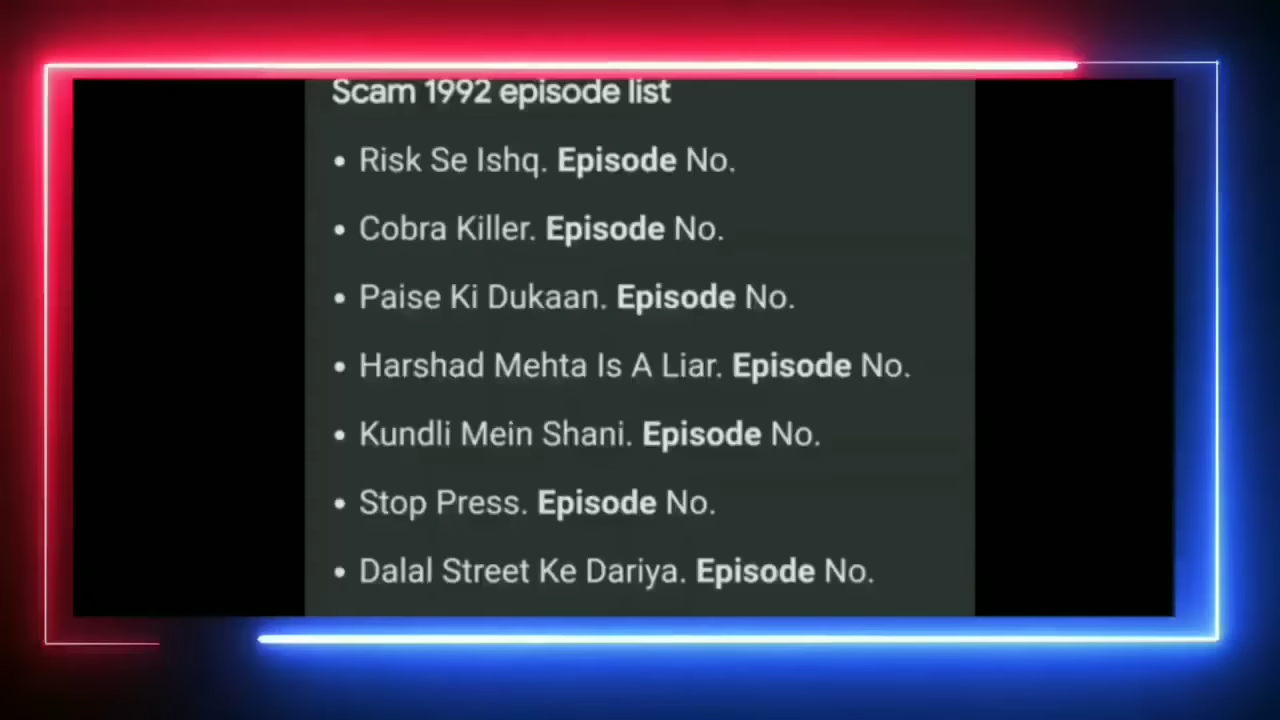 Scam 1992 episode list
• Risk Se Ishq. Episode No.
• Cobra Killer. Episode No.
• Paise Ki Dukaan. Episode No.
• Harshad Mehta Is A Liar. Episode No.
• Kundli Mein Shani. Episode No.
• Stop Press. Episode No.
• Dalal Street Ke Dariya. Episode No.